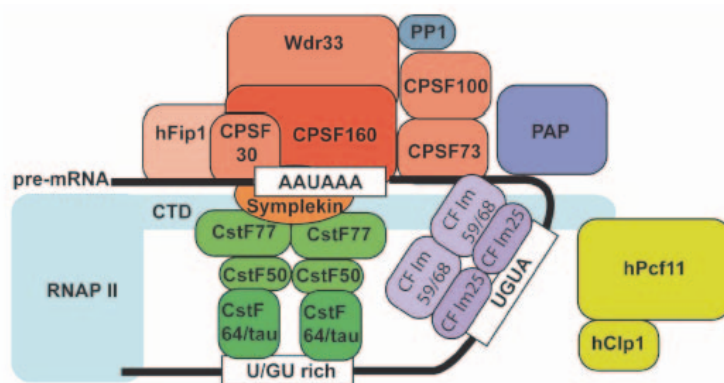 Wdr33
PP1
CPSF100
hFip1
CPSF
30
CPSF160
CPSF73
PAP
pre-mRNA
AAUAAA
CTD
Symplekin
CstF77
CstF77
CF Im
59/68
CF Im25
CF Im
59/68
CF Im25
UGUA
RNAP II
CstF50
CstF50
CstF
64/tau
CstF
64/tau
U/GU rich
hPcf11
hClp1